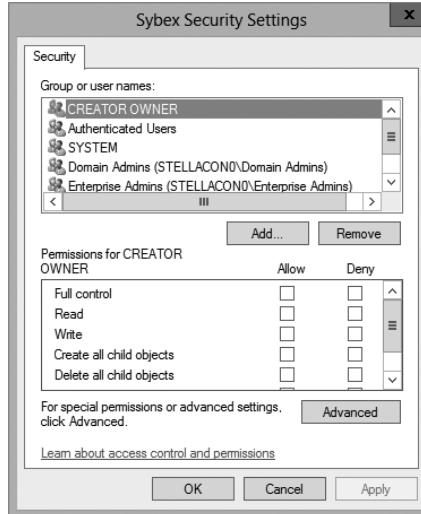 Sybex Security Settings
x
Security
Group or user names:
CREATOR OWNER
Authenticated Users
SYSTEM
Domain Admins (STELLACON0\Domain Admins)
Enterprise Admins (STELLACON0\Enterprise Admins)
Add...
Remove
Permissions for CREATOR
OWNER
Allow
Deny
Full control
Read
Write
Create all child objects
Delete all child objects
For special permissions or advanced settings,
click Advanced.
Advanced
Learn about access control and permissions
OK
Cancel
Apply